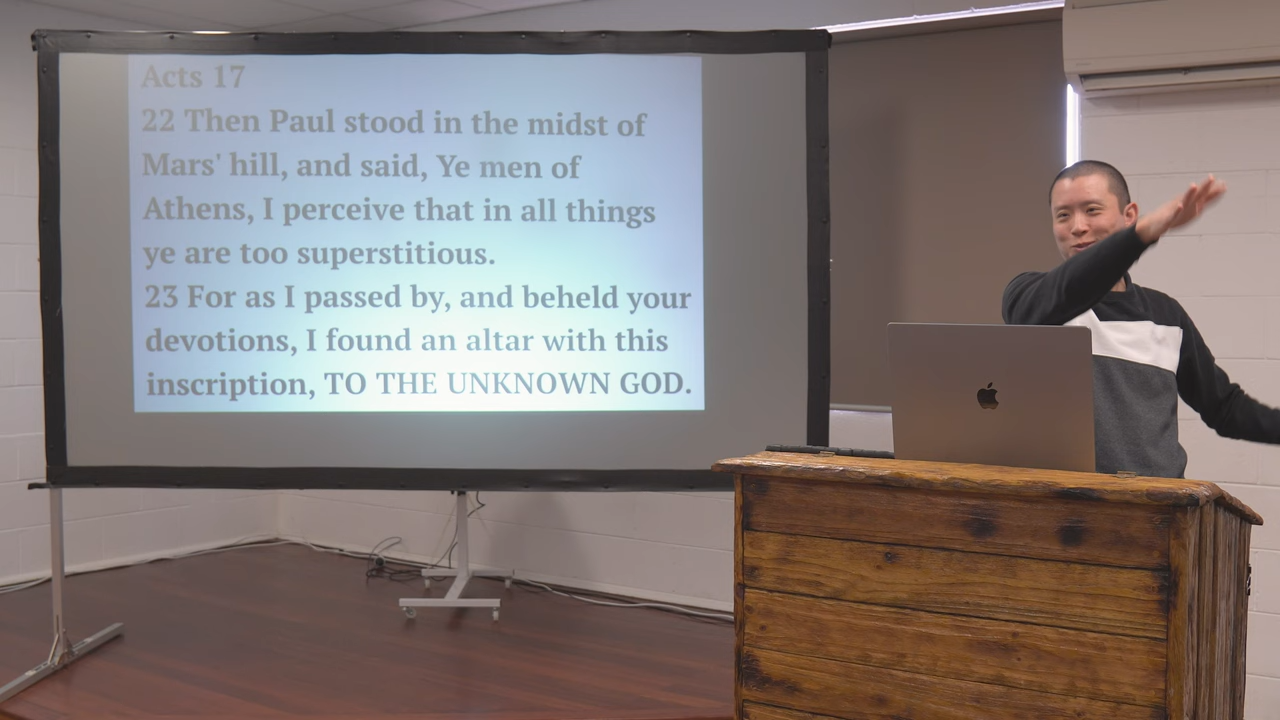 Acts 17
22 Then Paul stood in the midst of
Mars' hill, and said, Ye men of
Athens, I perceive that in all things
ye are too superstitious.
23 For as I passed by, and beheld your
devotions, I found an altar with this
inscription, TO THE UNKNOWN GOD.